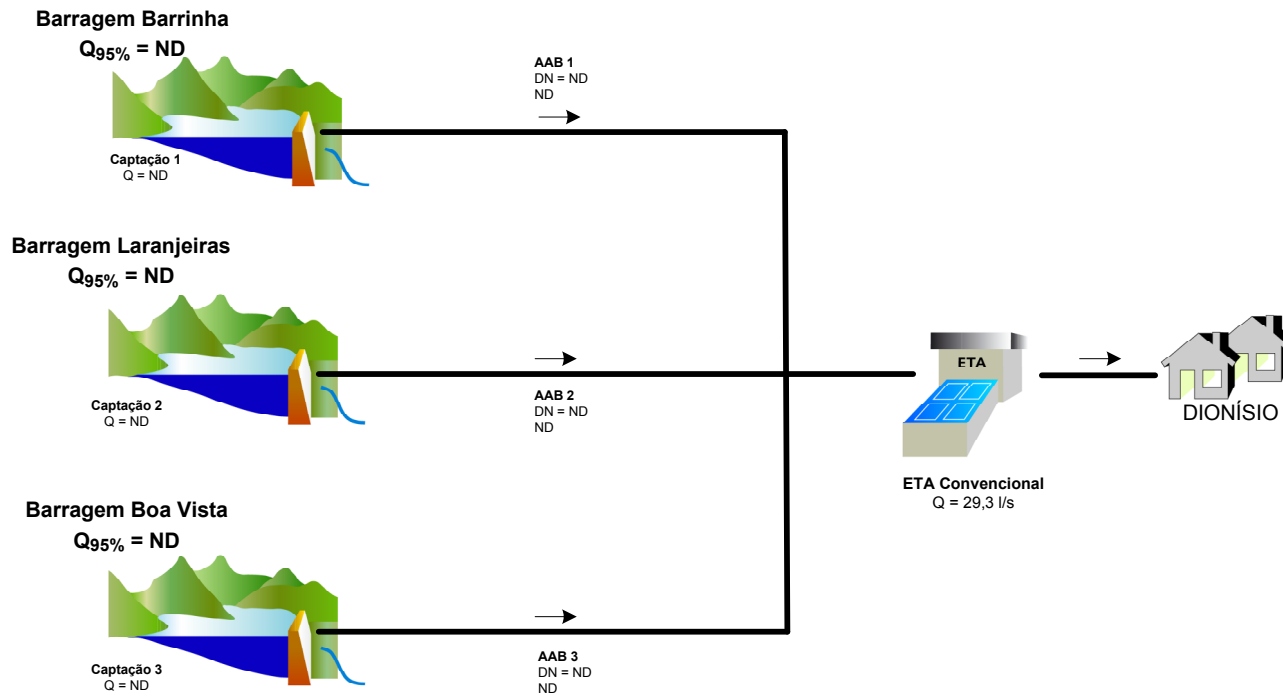 Barragem Barrinha
Q95% = ND
Captação 1
Q = ND
AAB 1
DN = ND
ND
Barragem Laranjeiras
Q95% = ND
Captação 2
Q = ND
AAB 2
DN = ND
ND
ETA
ETA Convencional
Q = 29,3 l/s
DIONÍSIO
Barragem Boa Vista
Q95% = ND
Captação 3
Q = ND
AAB 3
DN = ND
ND